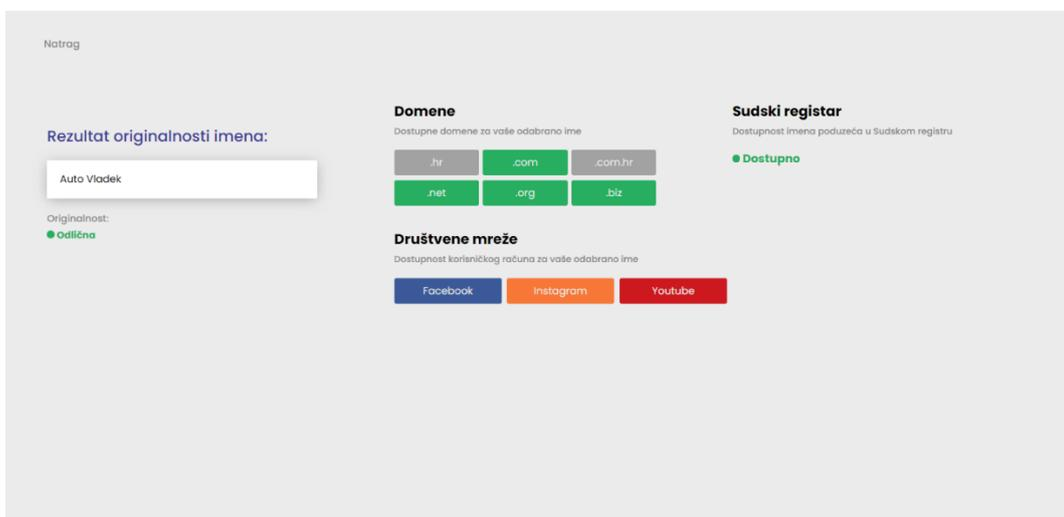 Natrag
Rezultat originalnosti imena:
Auto Vladek
Originalnost:
Odlična
Domene
Dostupne domene za vaše odabrano ime
.hr
.com
.com.hr
.net
.org
.biz
Društvene mreže
Dostupnost korisničkog računa za vaše odabrano ime
Facebook
Instagram
Youtube
Sudski registar
Dostupnost imena poduzeća u Sudskom registru
Dostupno